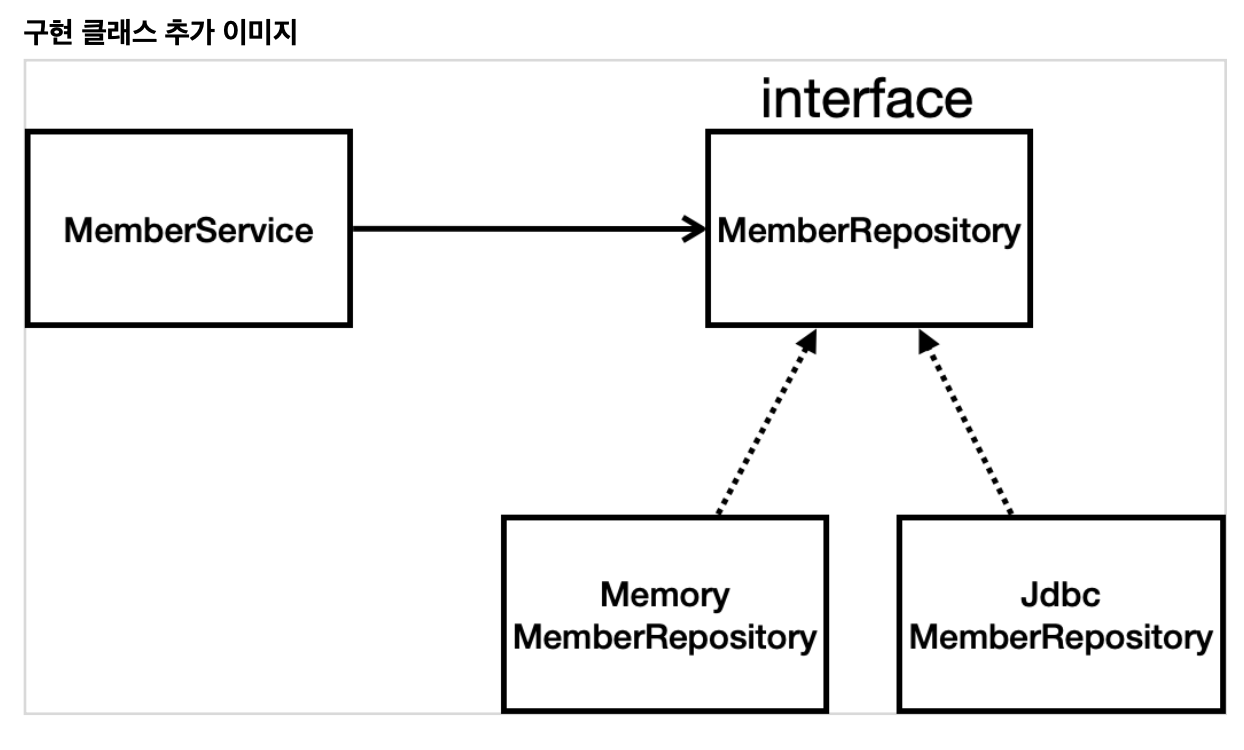 구현 클래스 추가 이미지
interface
MemberService
MemberRepository
Memory
MemberRepository
Jdbc
MemberRepository